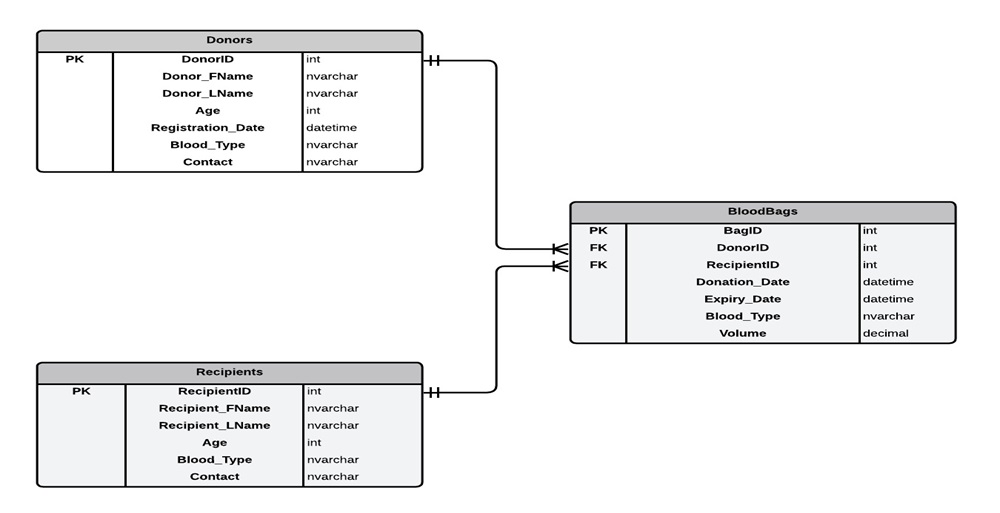 Donors
PK DonorID int
Donor_FName nvarchar
Donor_LName nvarchar
Age int
Registration_Date datetime
Blood_Type nvarchar
Contact nvarchar
BloodBags
PK BagID int
FK DonorID int
FK RecipientID int
Donation_Date datetime
Expiry_Date datetime
Blood_Type nvarchar
Volume decimal
Recipients
PK RecipientID int
Recipient_FName nvarchar
Recipient_LName nvarchar
Age int
Blood_Type nvarchar
Contact nvarchar